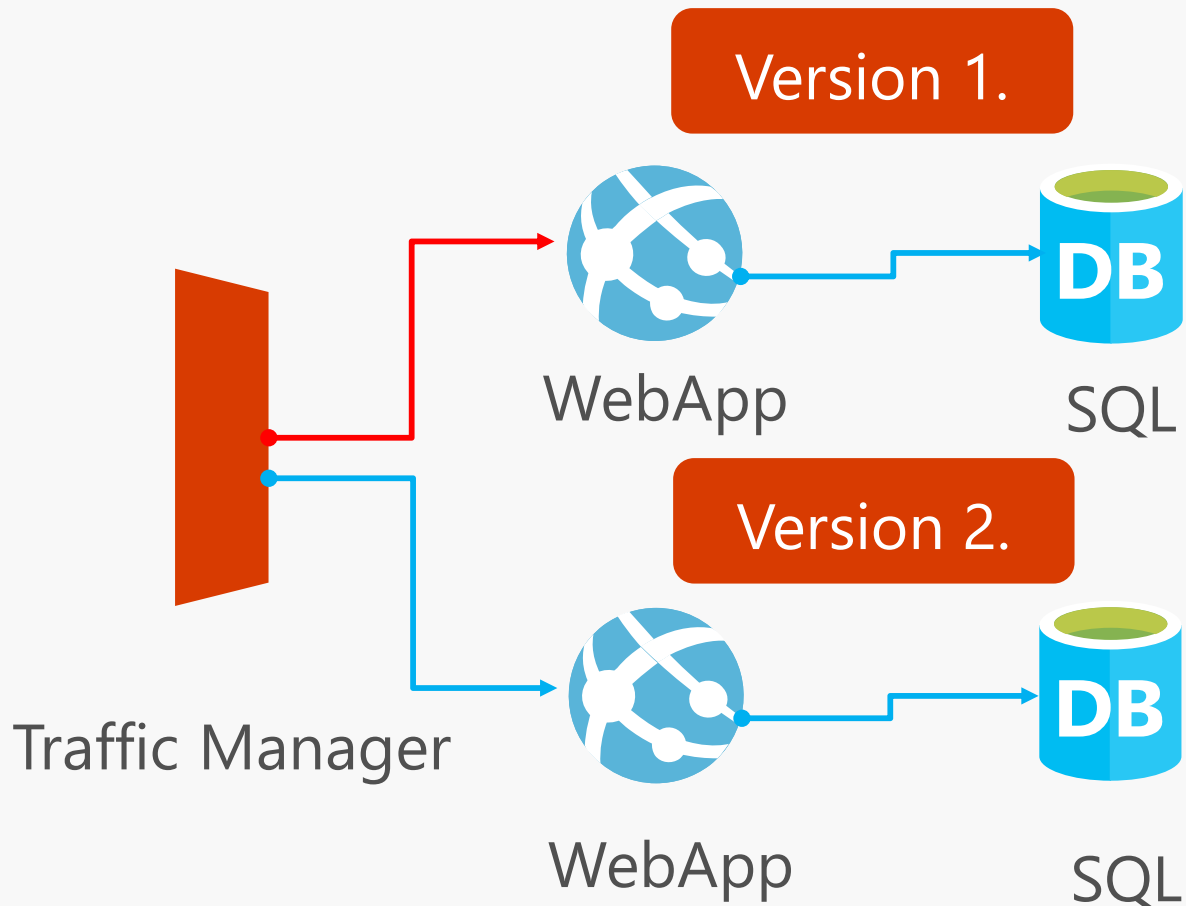 Version 1.
DB
WebApp
SQL
Version 2.
DB
Traffic Manager
WebApp
SQL